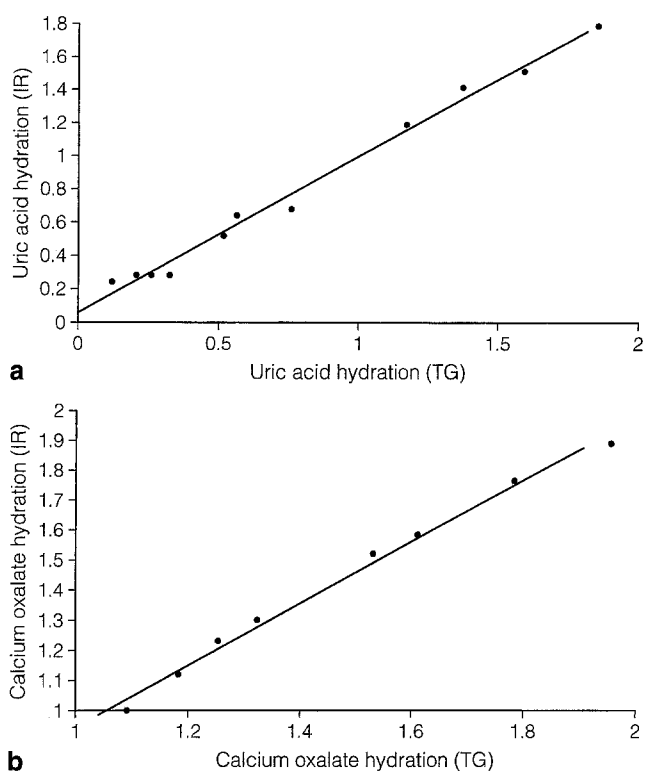 1.8
1.6
1.4
1.2
1
0.8
0.6
0.4
0.2
0
Uric acid hydration (IR)
0 0.5 1 1.5 2
Uric acid hydration (TG)
a
2
1.9
1.8
1.7
1.6
1.5
1.4
1.3
1.2
1.1
1
Calcium oxalate hydration (IR)
1 1.2 1.4 1.6 1.8 2
Calcium oxalate hydration (TG)
b